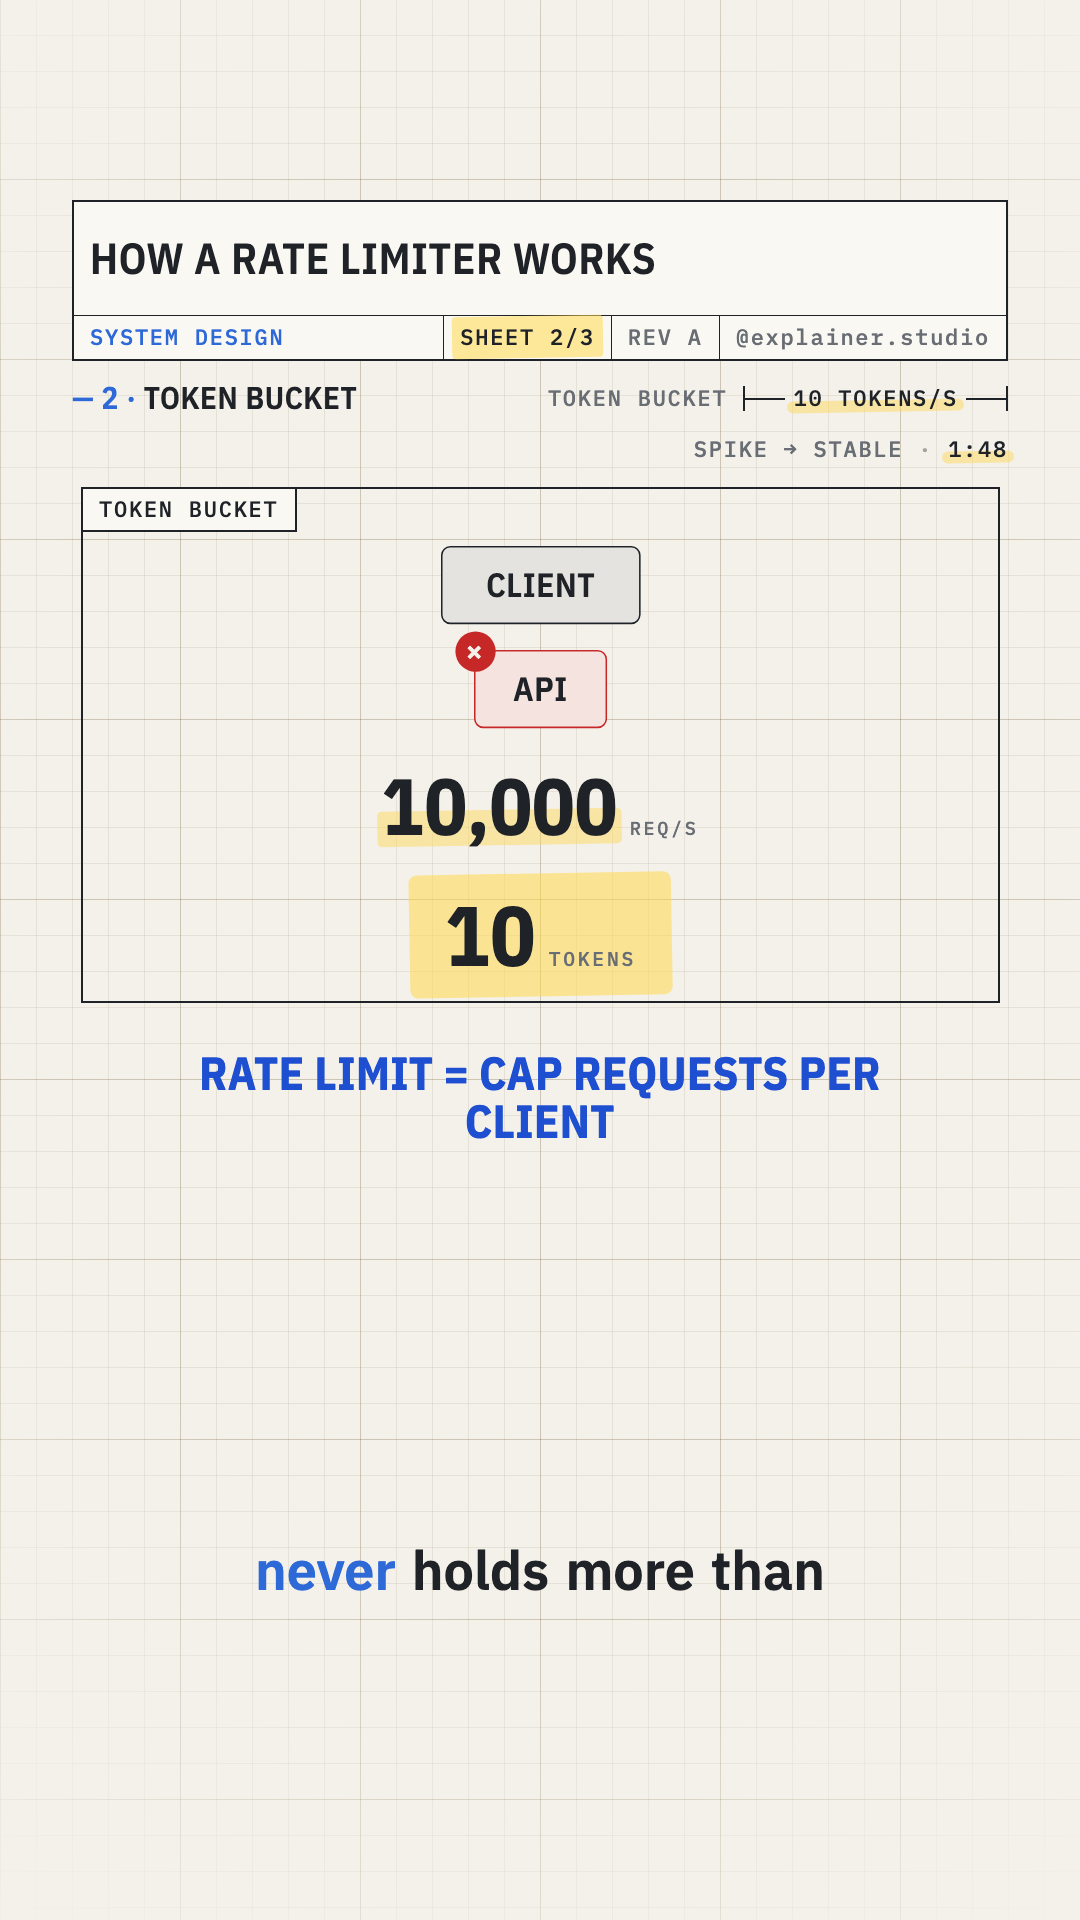 HOW A RATE LIMITER WORKS
SYSTEM DESIGN SHEET 2/3 REV A @explainer.studio
— 2 · TOKEN BUCKET TOKEN BUCKET 10 TOKENS/S
SPIKE → STABLE · 1:48
TOKEN BUCKET
CLIENT
×
API
10,000 REQ/S
10 TOKENS
RATE LIMIT = CAP REQUESTS PER
CLIENT
never holds more than